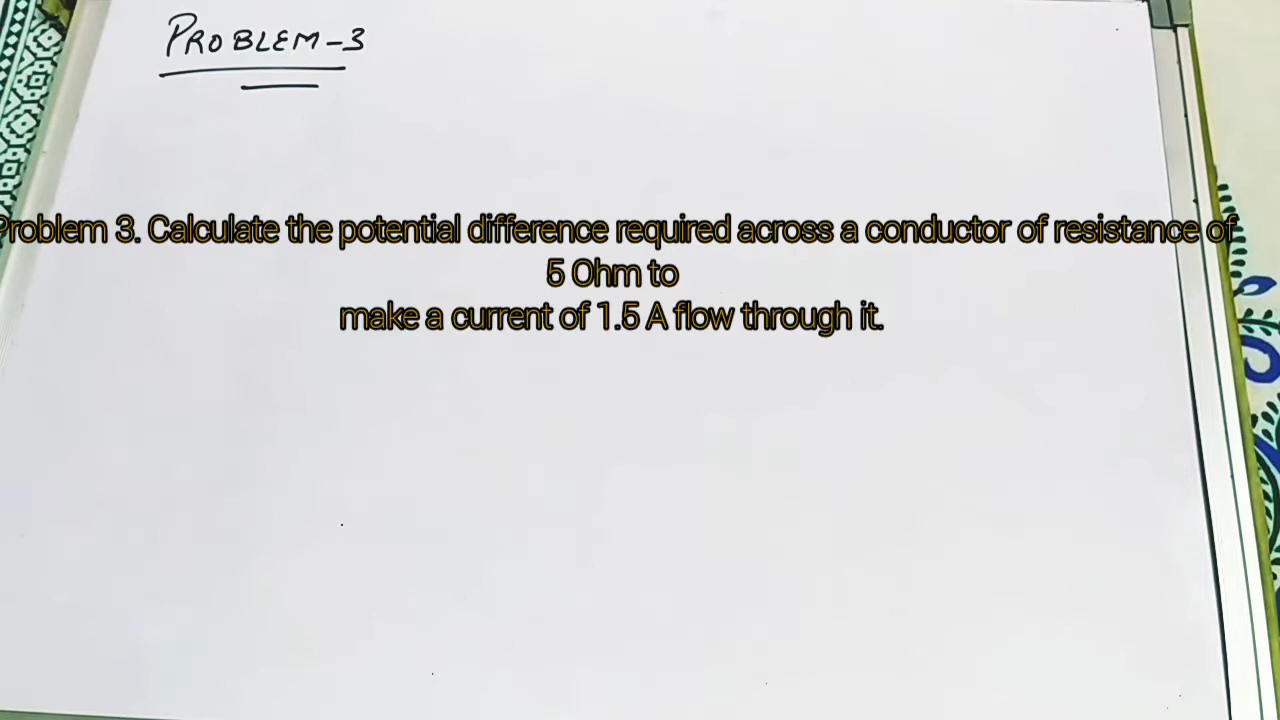 PROBLEM-3
Problem 3. Calculate the potential difference required across a conductor of resistance of
5 Ohm to
make a current of 1.5 A flow through it.